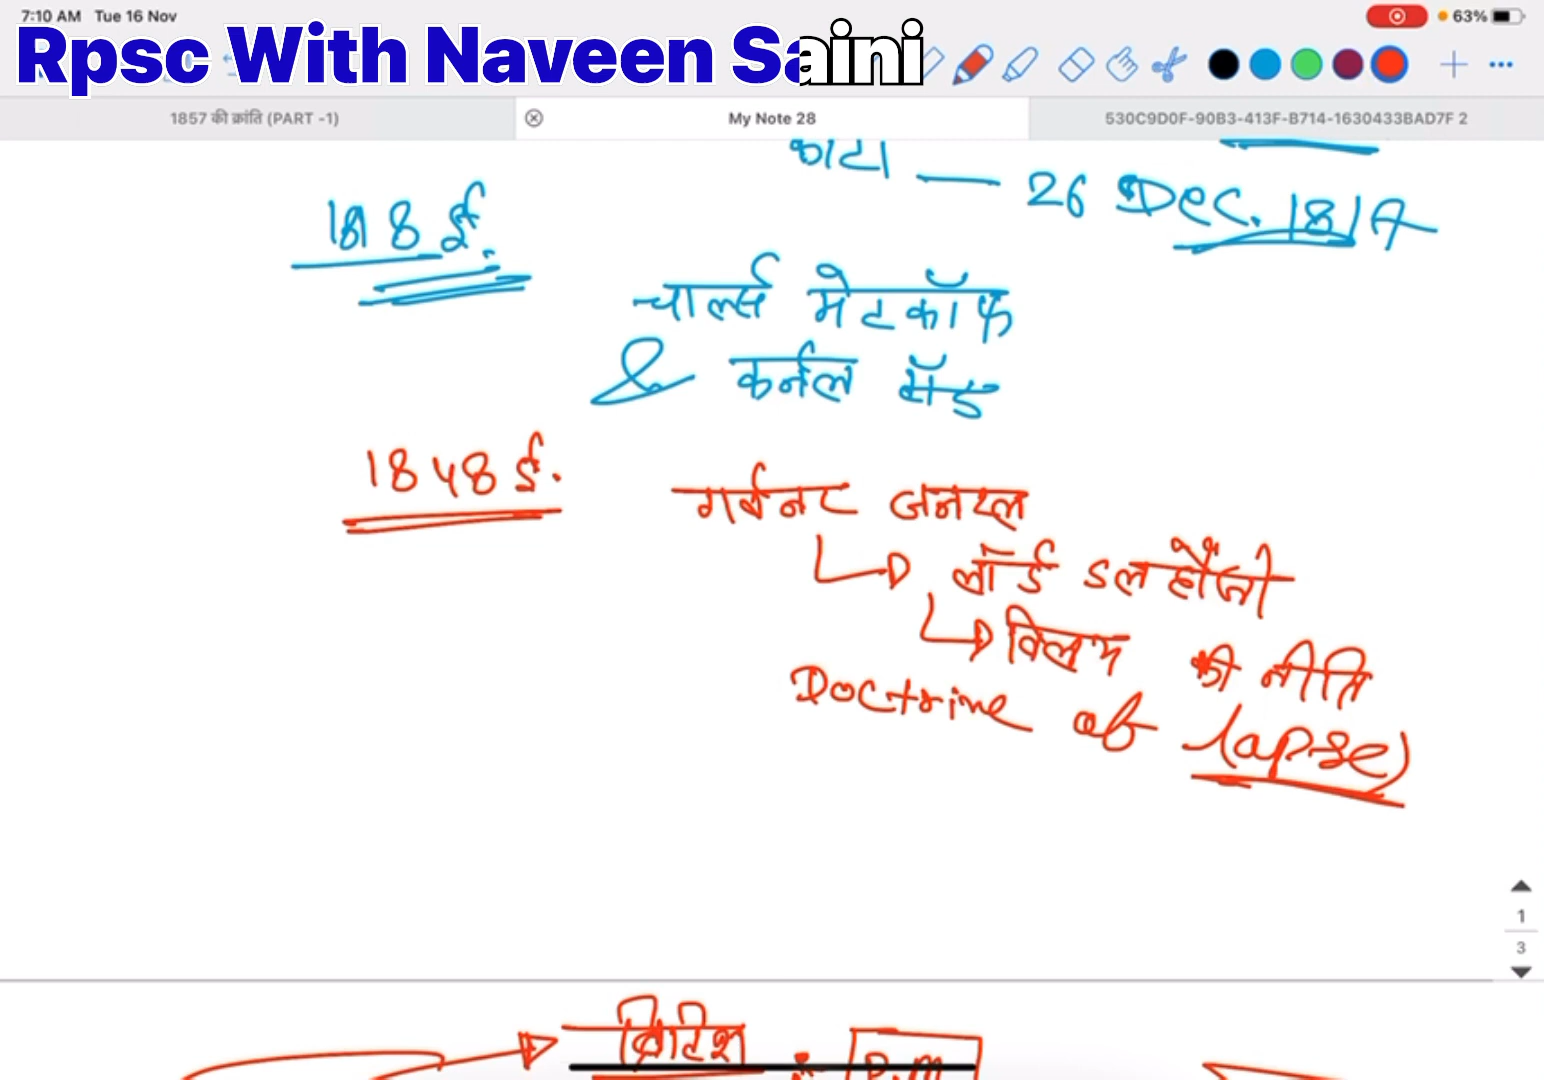 7:10 AM Tue 16 Nov
63%
Rpsc With Naveen Saini
1857 की क्रांति (PART -1)
My Note 28
530C9D0F-90B3-413F-B714-1630433BAD7F 2
कोटा — 26 Dec. 1817
1818 ई.
चार्ल्स मेटकॉफ
& कर्नल टॉड
1848 ई.
गर्वनर जनरल
लॉर्ड डलहौजी
विलय की नीति
Doctrine of lapse)
1
3
ब्रिटिश
P.M